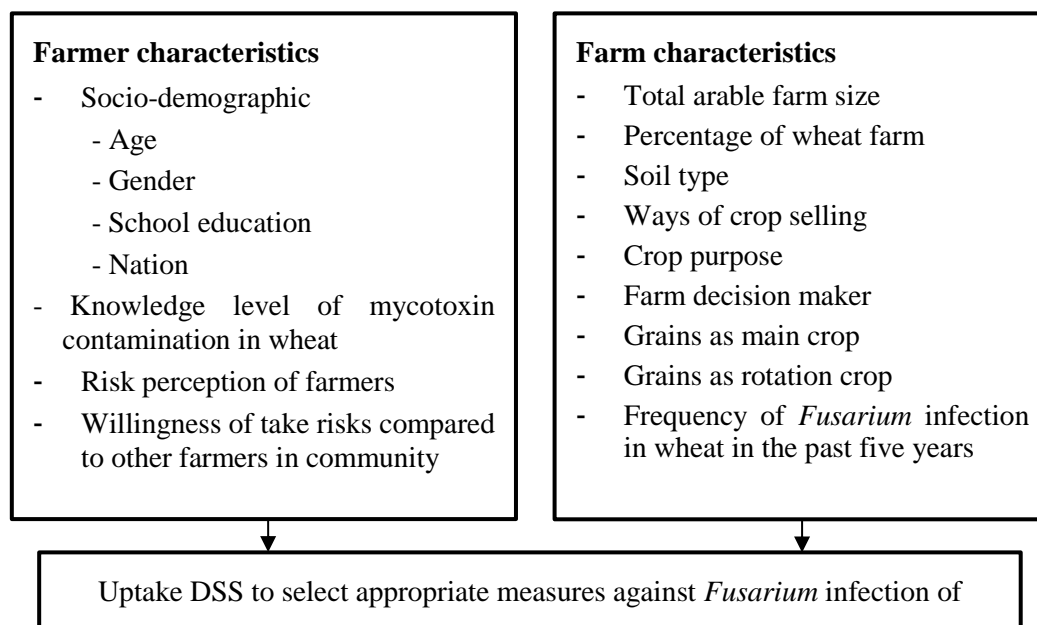 Farmer characteristics
- Socio-demographic
- Age
- Gender
- School education
- Nation
- Knowledge level of mycotoxin
contamination in wheat
- Risk perception of farmers
- Willingness of take risks compared
to other farmers in community
Farm characteristics
- Total arable farm size
- Percentage of wheat farm
- Soil type
- Ways of crop selling
- Crop purpose
- Farm decision maker
- Grains as main crop
- Grains as rotation crop
- Frequency of Fusarium infection
in wheat in the past five years
Uptake DSS to select appropriate measures against Fusarium infection of